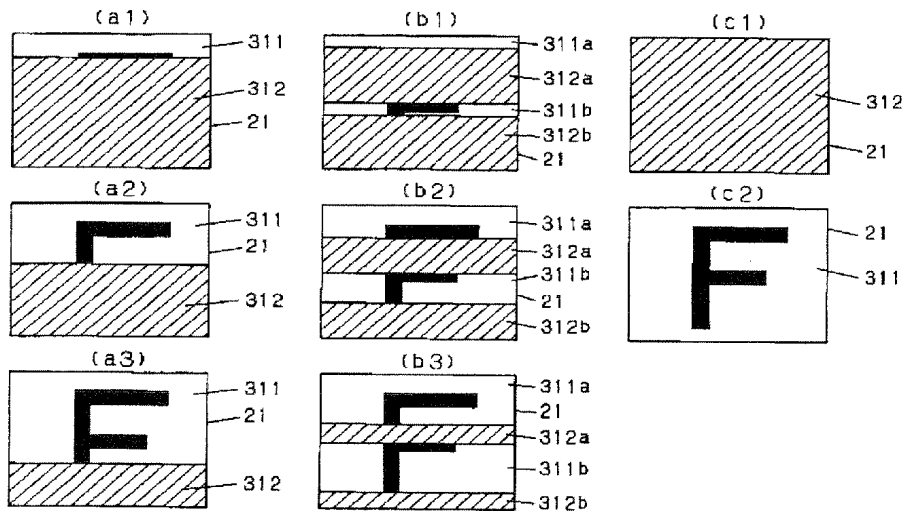 (a1) (b1) (c1)
311 311a
312 312a 312
21 311b 21
312b
21
(a2) (b2) (c2)
311 311a 21
21 312a 311
312 311b
21
312b
(a3) (b3)
311 311a
21 21
312 312a
311b
312b